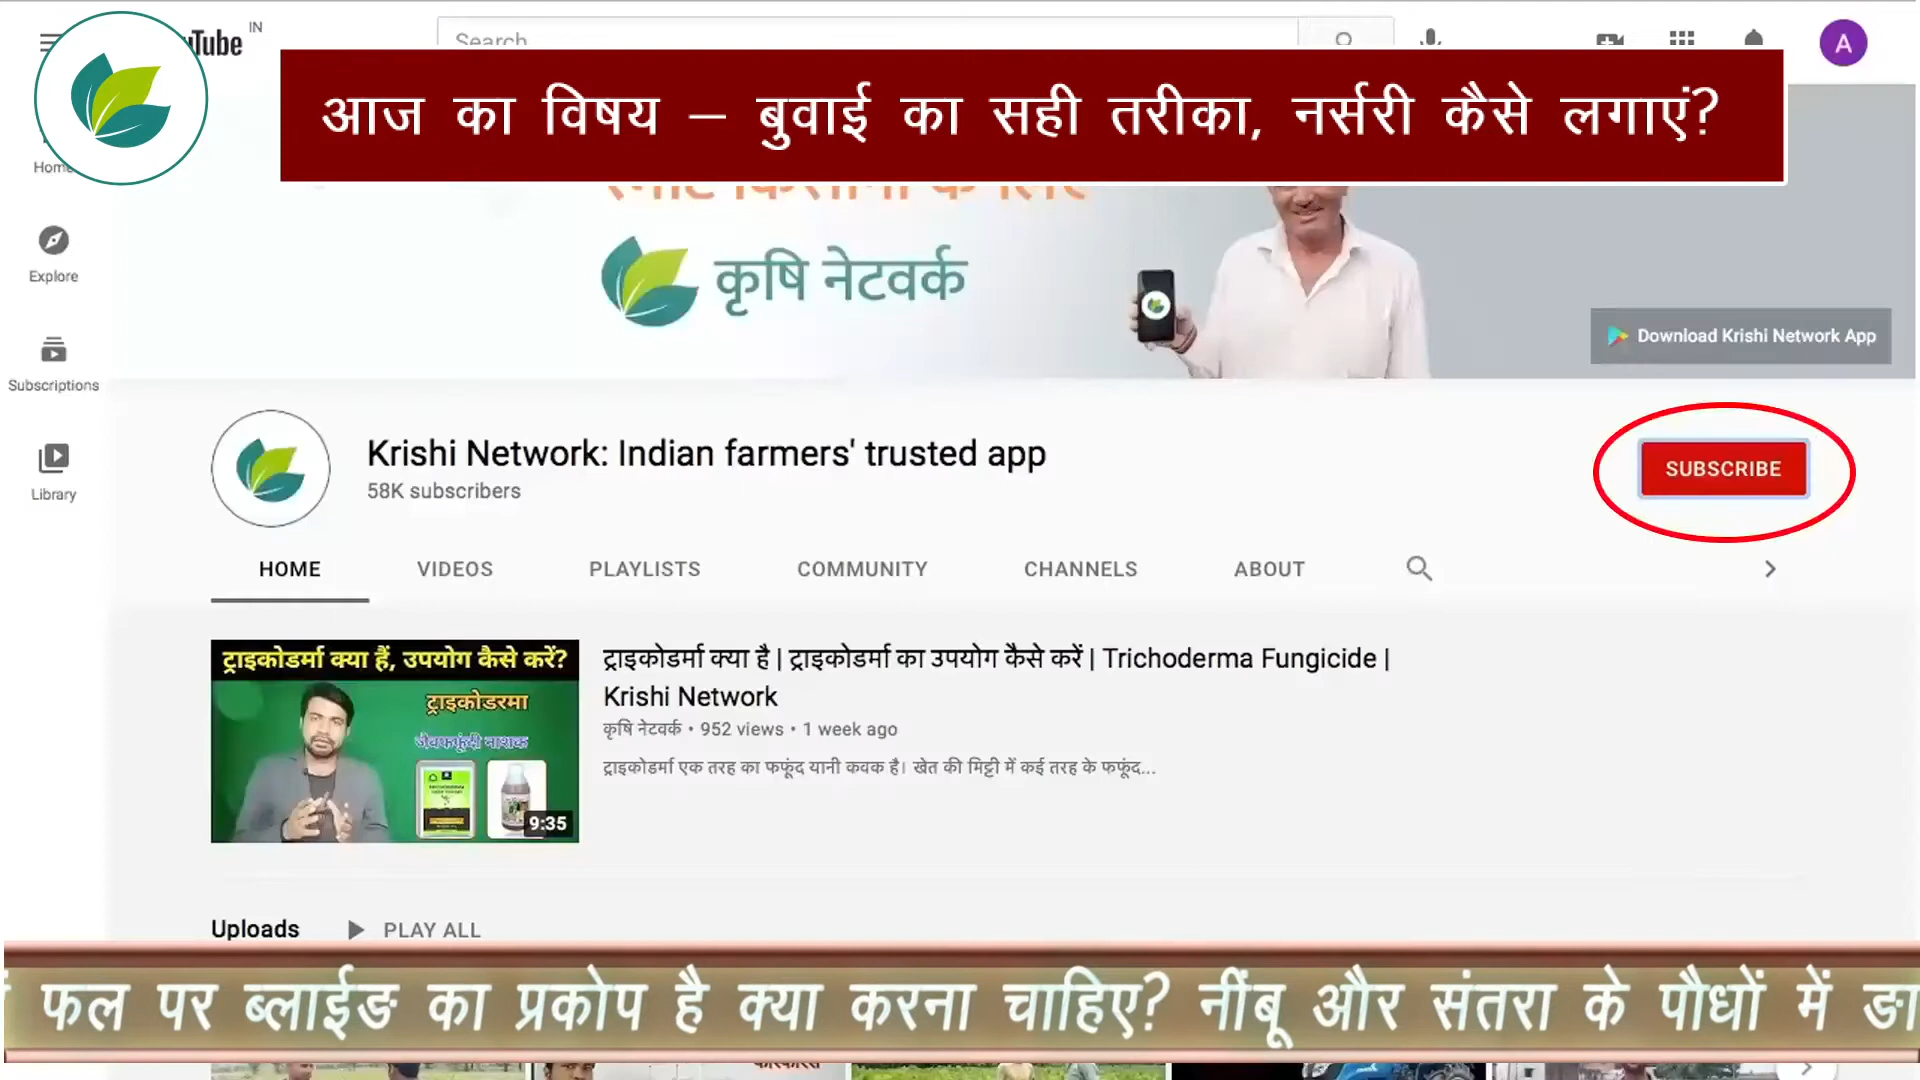 IN
Search
A
आज का विषय – बुवाई का सही तरीका, नर्सरी कैसे लगाएं?
Home
कृषि नेटवर्क
Explore
Download Krishi Network App
Subscriptions
Krishi Network: Indian farmers' trusted app
58K subscribers
SUBSCRIBE
Library
HOME VIDEOS PLAYLISTS COMMUNITY CHANNELS ABOUT
ट्राइकोडर्मा क्या हैं, उपयोग कैसे करें?
ट्राइकोडरमा
जैवफफूंदी नाशक
9:35
ट्राइकोडर्मा क्या है | ट्राइकोडर्मा का उपयोग कैसे करें | Trichoderma Fungicide |
Krishi Network
कृषि नेटवर्क • 952 views • 1 week ago
ट्राइकोडर्मा एक तरह का फफूंद यानी कवक है। खेत की मिट्टी में कई तरह के फफूंद...
Uploads PLAY ALL
फल पर ब्लाईङ का प्रकोप है क्या करना चाहिए? नींबू और संतरा के पौधों में